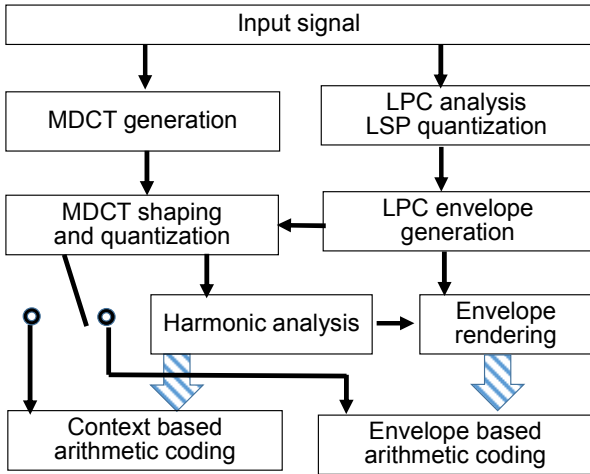 Input signal
MDCT generation
LPC analysis
LSP quantization
MDCT shaping
and quantization
LPC envelope
generation
Harmonic analysis
Envelope
rendering
Context based
arithmetic coding
Envelope based
arithmetic coding